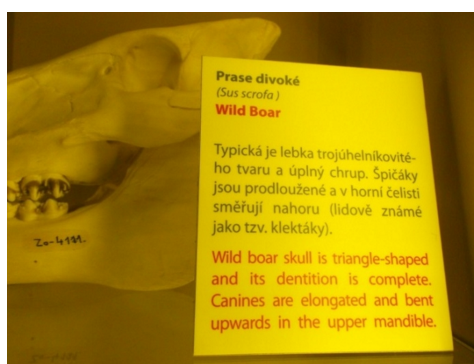 Prase divoké
(Sus scrofa )
Wild Boar
Typická je lebka trojúhelníkovité-
ho tvaru a úplný chrup. Špičáky
jsou prodloužené a v horní čelisti
směřují nahoru (lidově známé
jako tzv. klektáky).
Wild boar skull is triangle-shaped
and its dentition is complete.
Canines are elongated and bent
upwards in the upper mandible.
Zo-4191.